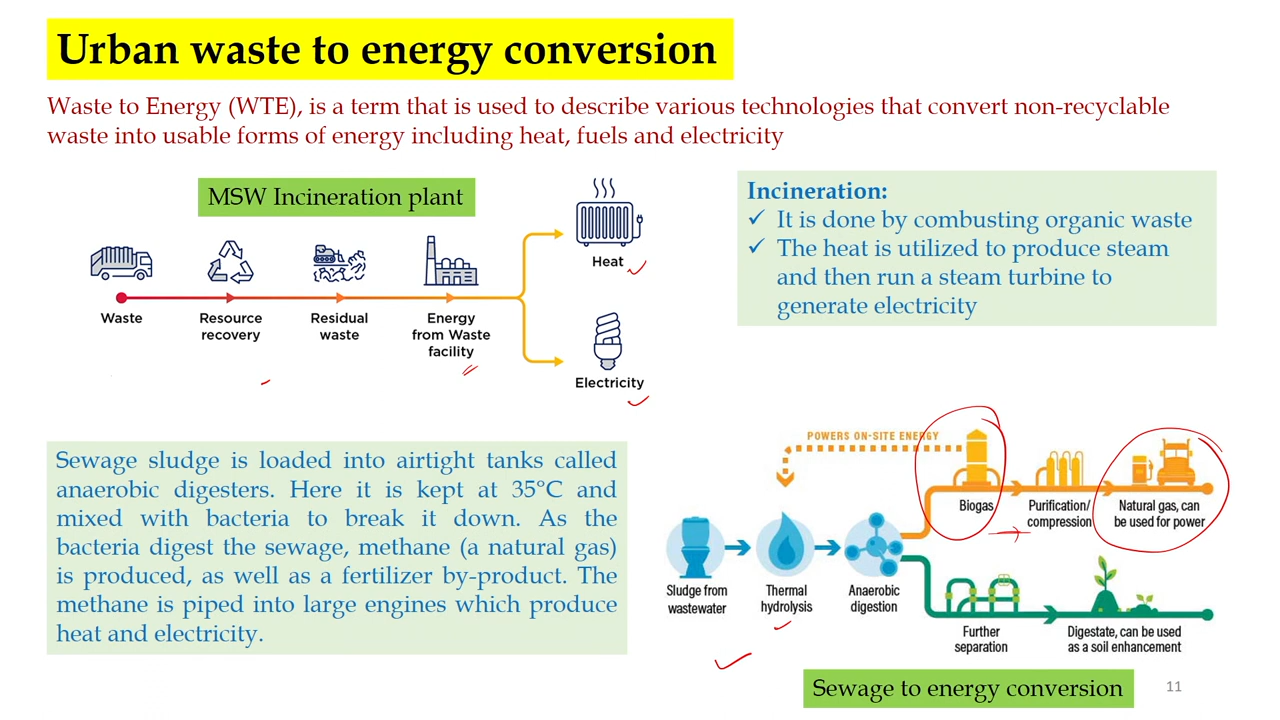 Urban waste to energy conversion
Waste to Energy (WTE), is a term that is used to describe various technologies that convert non-recyclable
waste into usable forms of energy including heat, fuels and electricity
MSW Incineration plant
Waste
Resource
recovery
Residual
waste
Energy
from Waste
facility
Heat
Electricity
Incineration:
✓ It is done by combusting organic waste
✓ The heat is utilized to produce steam
and then run a steam turbine to
generate electricity
Sewage sludge is loaded into airtight tanks called
anaerobic digesters. Here it is kept at 35°C and
mixed with bacteria to break it down. As the
bacteria digest the sewage, methane (a natural gas)
is produced, as well as a fertilizer by-product. The
methane is piped into large engines which produce
heat and electricity.
POWERS ON-SITE ENERGY
Sludge from
wastewater
Thermal
hydrolysis
Anaerobic
digestion
Biogas
Purification/
compression
Natural gas, can
be used for power
Further
separation
Digestate, can be used
as a soil enhancement
Sewage to energy conversion
11